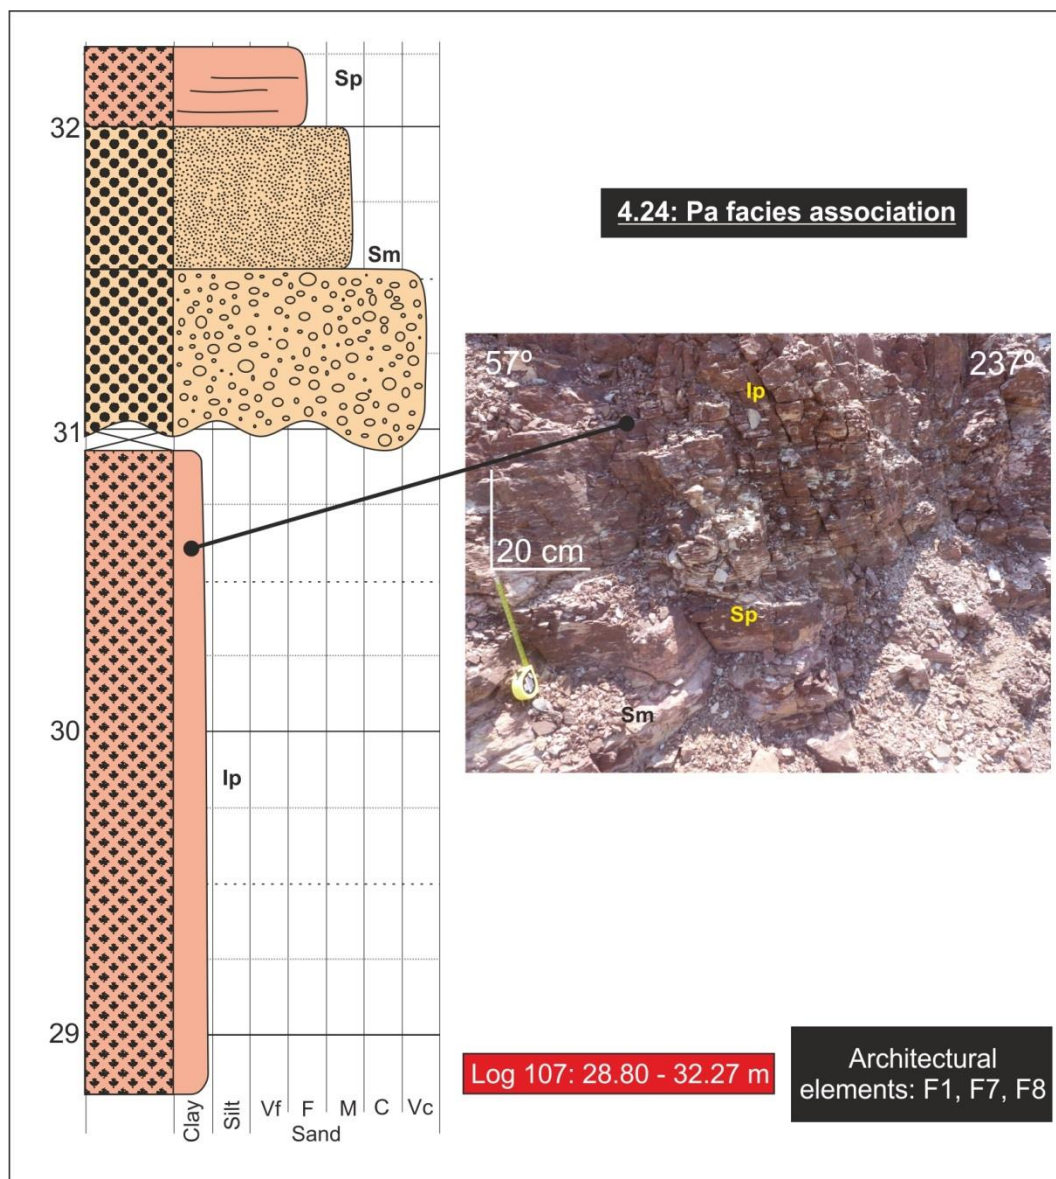 Sp
32
4.24: Pa facies association
Sm
57º
237º
Ip
31
20 cm
Sp
Sm
30
Ip
29
Log 107: 28.80 - 32.27 m
Architectural
elements: F1, F7, F8
Clay
Silt
Vf
F
M
C
Vc
Sand